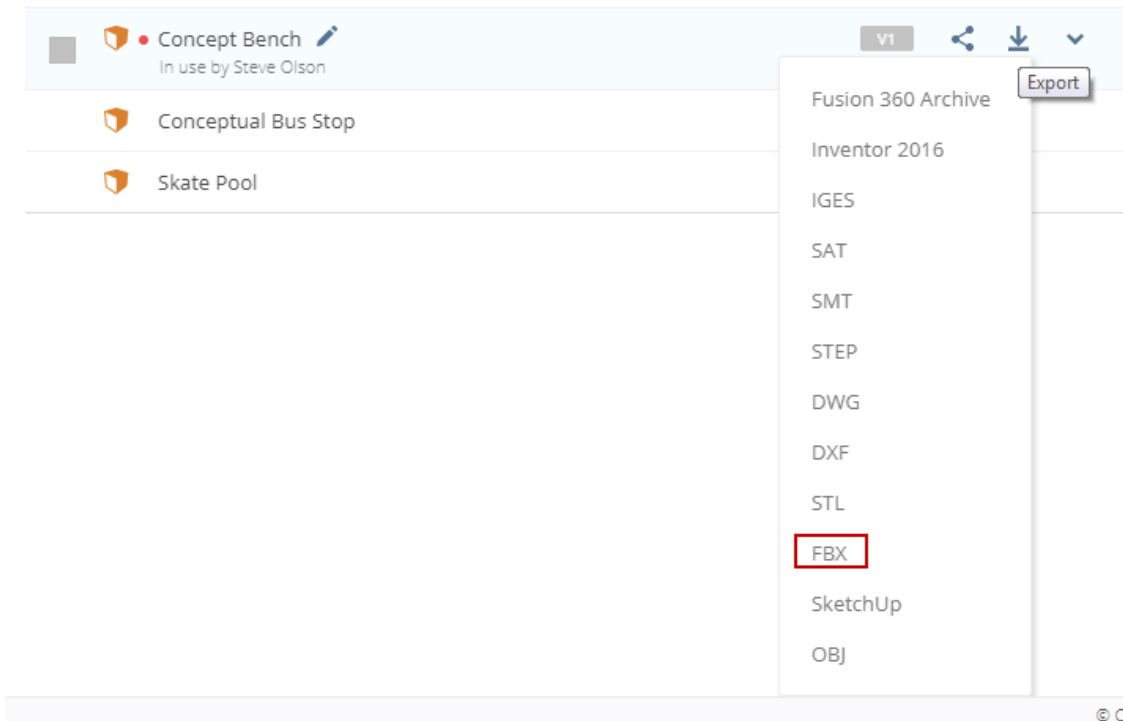 Concept Bench
V1
In use by Steve Olson
Export
Fusion 360 Archive
Conceptual Bus Stop
Inventor 2016
Skate Pool
IGES
SAT
SMT
STEP
DWG
DXF
STL
FBX
SketchUp
OBJ
©